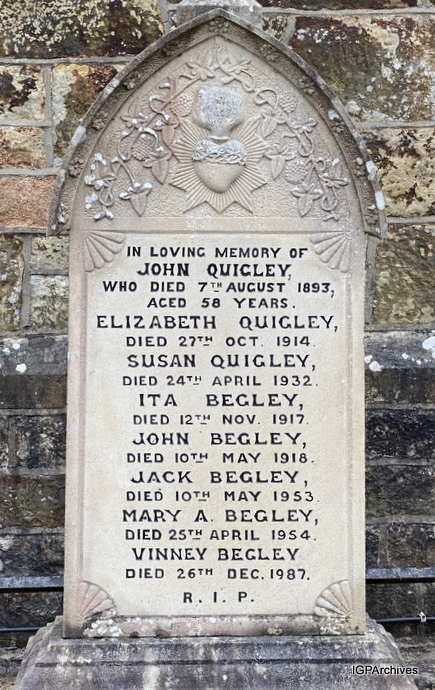 IN LOVING MEMORY OF
JOHN QUIGLEY,
WHO DIED 7TH AUGUST 1893,
AGED 58 YEARS.
ELIZABETH QUIGLEY,
DIED 27TH OCT. 1914.
SUSAN QUIGLEY,
DIED 24TH APRIL 1932.
ITA BEGLEY,
DIED 12TH NOV. 1917.
JOHN BEGLEY,
DIED 10TH MAY 1918.
JACK BEGLEY,
DIED 10TH MAY 1953.
MARY A. BEGLEY,
DIED 25TH APRIL 1954.
VINNEY BEGLEY
DIED 26TH DEC. 1987.
R. I. P.
IGPArchives